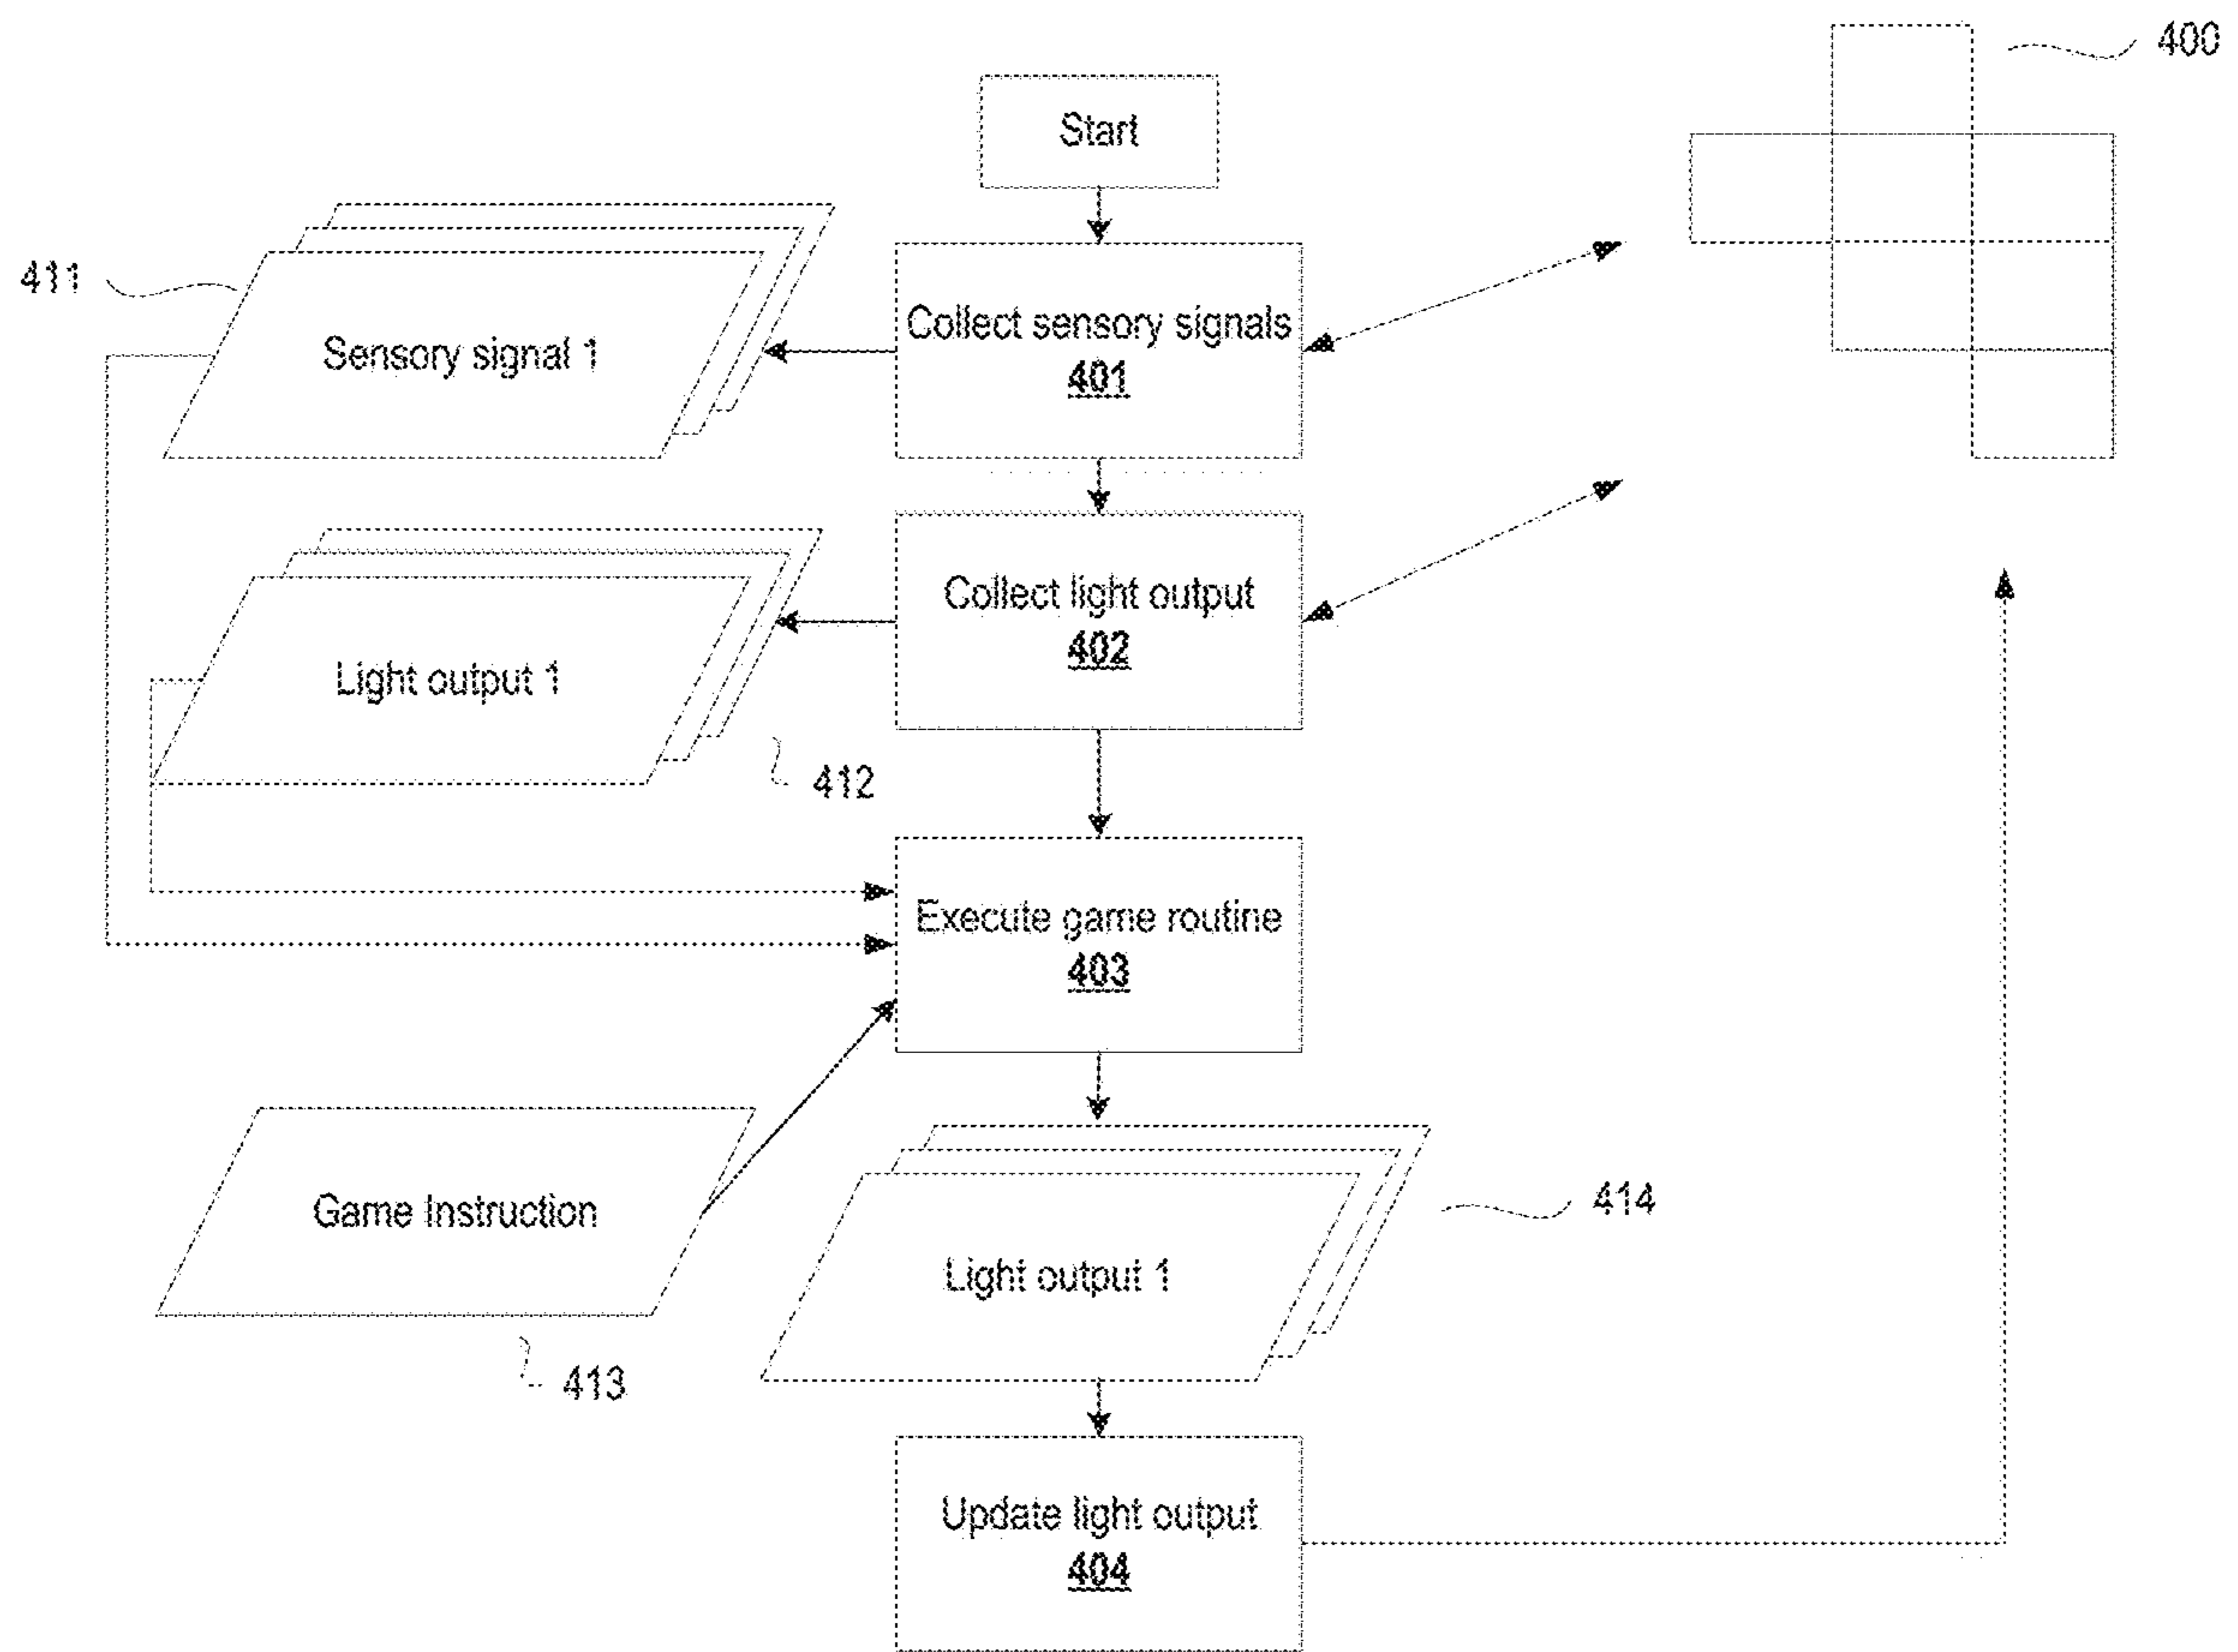 400
Start
411
Sensory signal 1
Collect sensory signals
401
Light output 1
412
Collect light output
402
Execute game routine
403
Game Instruction
413
Light output 1
414
Update light output
404